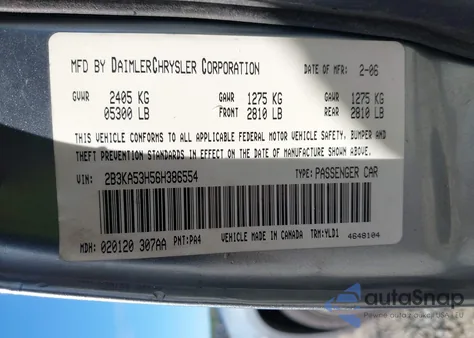 MFD BY DAIMLERCHRYSLER CORPORATION DATE OF MFR: 2-06
GVWR 2405 KG GAWR 1275 KG GAWR 1275 KG
05300 LB FRONT 2810 LB REAR 2810 LB
THIS VEHICLE CONFORMS TO ALL APPLICABLE FEDERAL MOTOR VEHICLE SAFETY, BUMPER AND
THEFT PREVENTION STANDARDS IN EFFECT ON THE DATE OF MANUFACTURE SHOWN ABOVE.
VIN: 2B3KA53H56H386554 TYPE: PASSENGER CAR
MDH: 020120 307AA PNT: PA4 VEHICLE MADE IN CANADA TRM: YLD1 4648104
autoSnap